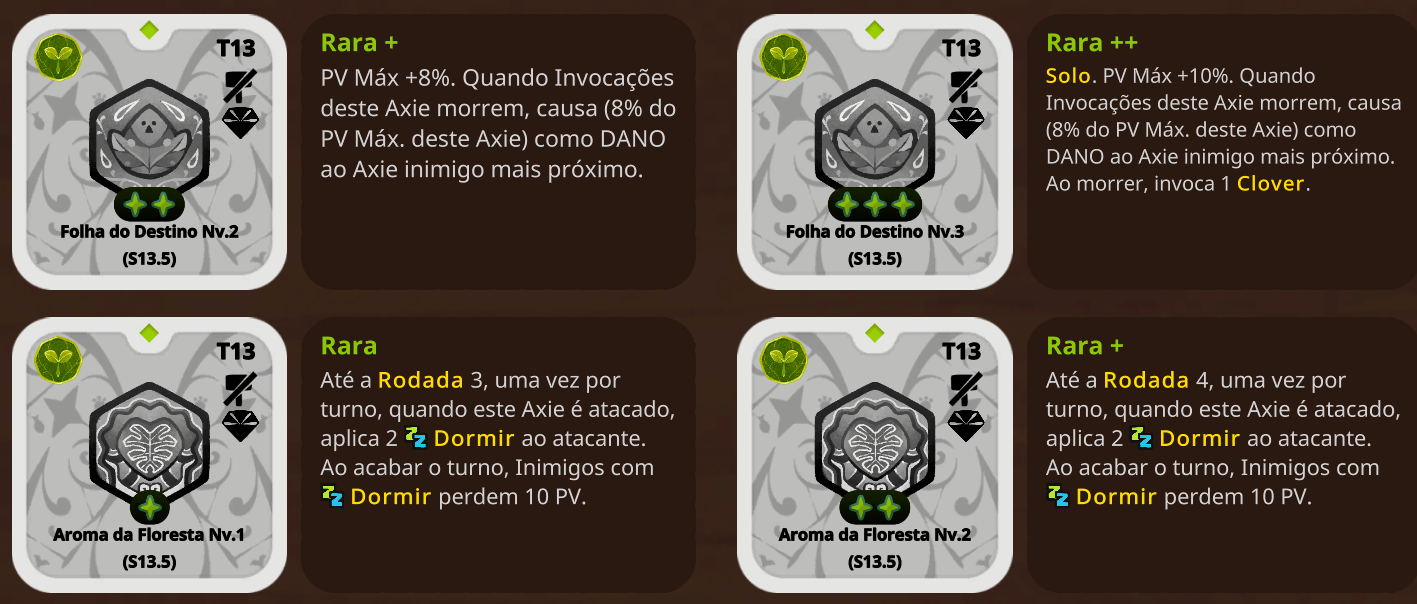 T13
Folha do Destino Nv.2
(S13.5)
Rara +
PV Máx +8%. Quando Invocações
deste Axie morrem, causa (8% do
PV Máx. deste Axie) como DANO
ao Axie inimigo mais próximo.
T13
Folha do Destino Nv.3
(S13.5)
Rara ++
Solo. PV Máx +10%. Quando
Invocações deste Axie morrem, causa
(8% do PV Máx. deste Axie) como
DANO ao Axie inimigo mais próximo.
Ao morrer, invoca 1 Clover.
T13
Aroma da Floresta Nv.1
(S13.5)
Rara
Até a Rodada 3, uma vez por
turno, quando este Axie é atacado,
aplica 2 Dormir ao atacante.
Ao acabar o turno, Inimigos com
Dormir perdem 10 PV.
T13
Aroma da Floresta Nv.2
(S13.5)
Rara +
Até a Rodada 4, uma vez por
turno, quando este Axie é atacado,
aplica 2 Dormir ao atacante.
Ao acabar o turno, Inimigos com
Dormir perdem 10 PV.